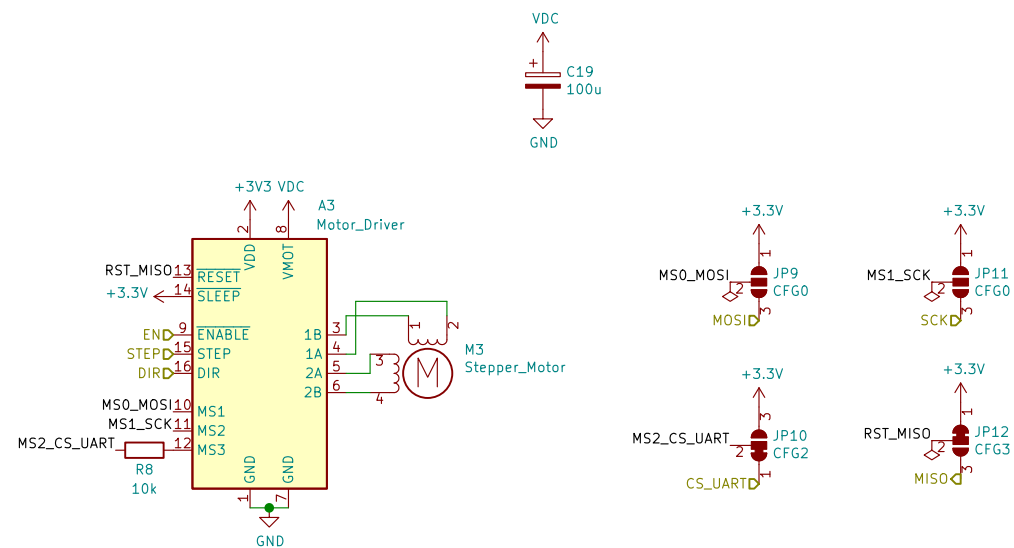 VDC
C19
100u
GND
+3V3 VDC
A3
Motor_Driver
2 8
VDD VMOT
RST_MISO 13 RESET
+3.3V 14 SLEEP
EN 9 ENABLE 1B 3
STEP 15 STEP 1A 4
DIR 16 DIR 2A 5
2B 6
MS0_MOSI 10 MS1
MS1_SCK 11 MS2
MS2_CS_UART 12 MS3
R8
10k
GND GND
1 7
GND
1 2
3
4
M
M3
Stepper_Motor
+3.3V
1
MS0_MOSI
2
JP9
CFG0
3
MOSI
+3.3V
1
MS1_SCK
2
JP11
CFG0
3
SCK
+3.3V
3
MS2_CS_UART
2
JP10
CFG2
1
CS_UART
+3.3V
1
RST_MISO
2
JP12
CFG3
3
MISO